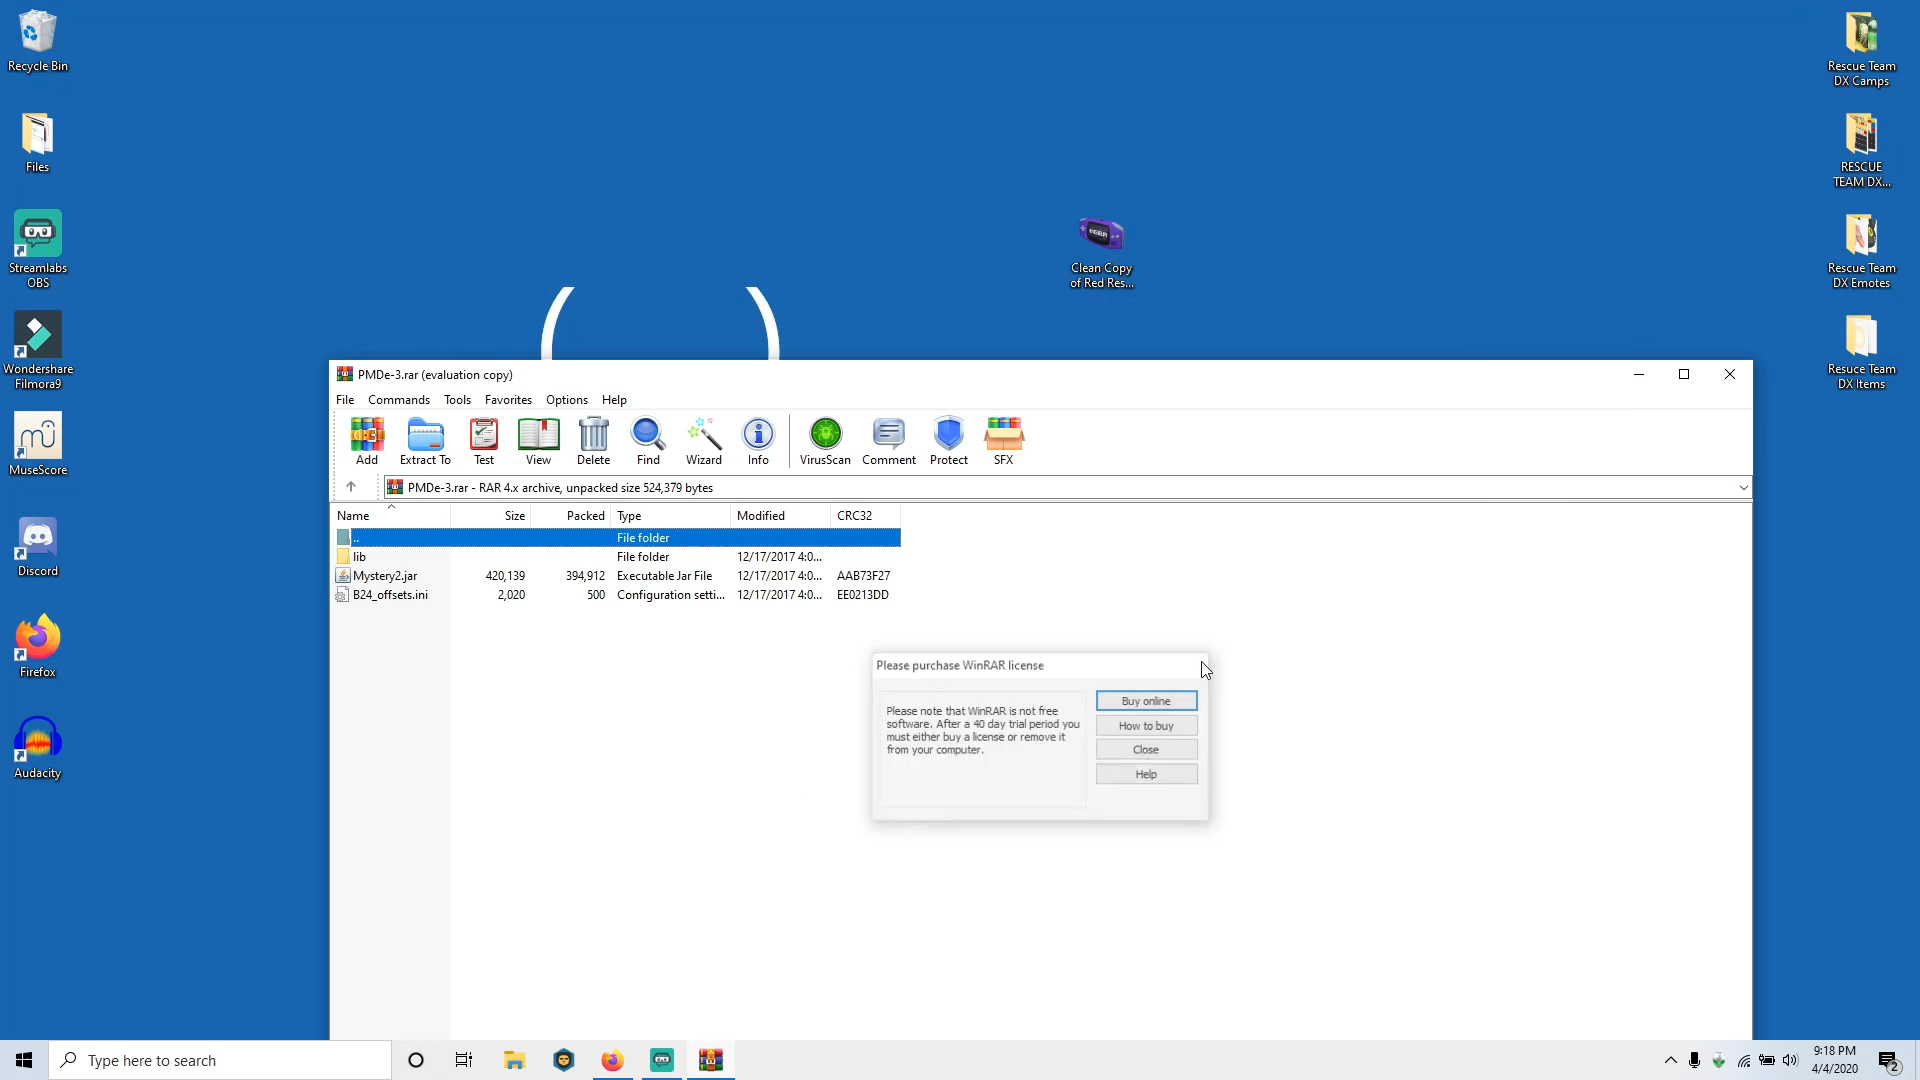 Recycle Bin
Files
Streamlabs
OBS
Wondershare
Filmora9
MuseScore
Discord
Firefox
Audacity
Clean Copy
of Red Res...
Rescue Team
DX Camps
RESCUE
TEAM DX...
Rescue Team
DX Emotes
Resuce Team
DX Items
PMDe-3.rar (evaluation copy)
File Commands Tools Favorites Options Help
Add Extract To Test View Delete Find Wizard Info VirusScan Comment Protect SFX
PMDe-3.rar - RAR 4.x archive, unpacked size 524,379 bytes
Name Size Packed Type Modified CRC32
.. File folder
lib File folder 12/17/2017 4:0...
Mystery2.jar 420,139 394,912 Executable Jar File 12/17/2017 4:0... AAB73F27
B24_offsets.ini 2,020 500 Configuration setti... 12/17/2017 4:0... EE0213DD
Please purchase WinRAR license
Please note that WinRAR is not free
software. After a 40 day trial period you
must either buy a license or remove it
from your computer.
Buy online
How to buy
Close
Help
Type here to search
9:18 PM
4/4/2020
2